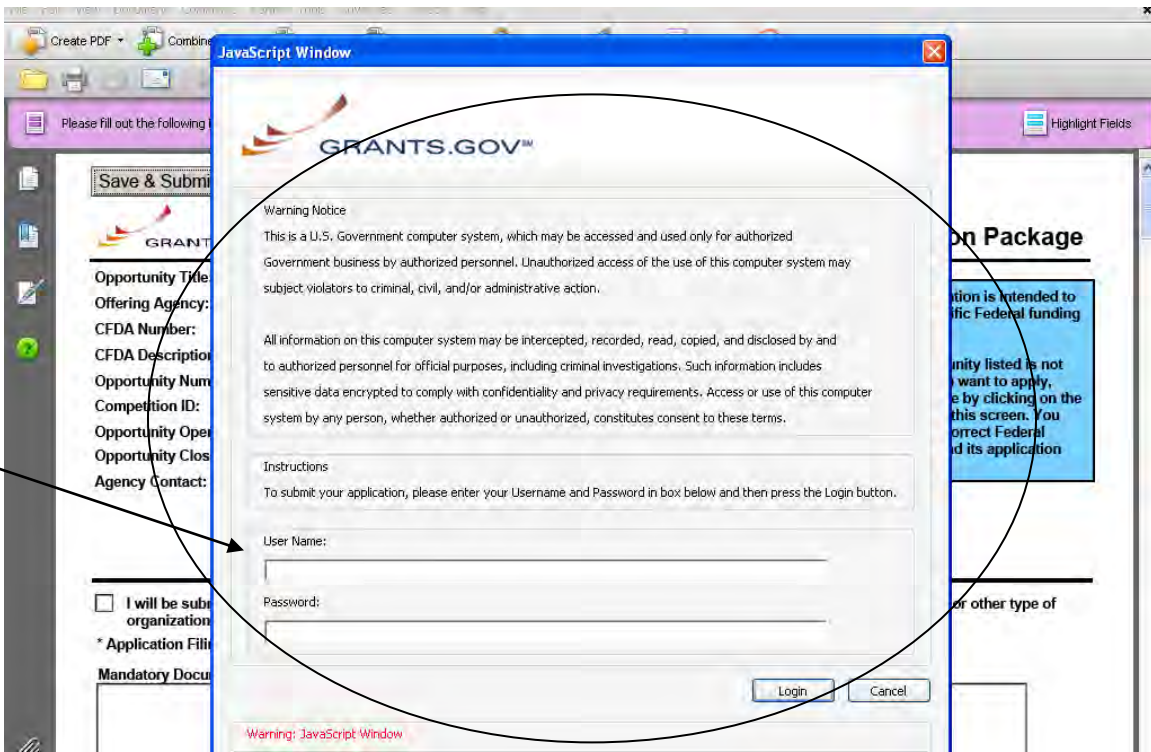 Create PDF
Combine
JavaScript Window
Please fill out the following
Highlight Fields
GRANTS.GOV℠
Save & Submi
Warning Notice
This is a U.S. Government computer system, which may be accessed and used only for authorized
Government business by authorized personnel. Unauthorized access of the use of this computer system may
subject violators to criminal, civil, and/or administrative action.
All information on this computer system may be intercepted, recorded, read, copied, and disclosed by and
to authorized personnel for official purposes, including criminal investigations. Such information includes
sensitive data encrypted to comply with confidentiality and privacy requirements. Access or use of this computer
system by any person, whether authorized or unauthorized, constitutes consent to these terms.
GRANT
on Package
Opportunity Title
Offering Agency:
CFDA Number:
CFDA Description
Opportunity Num
Competition ID:
Opportunity Oper
Opportunity Clos
Agency Contact:
tion is intended to
ific Federal funding
unity listed is not
want to apply,
e by clicking on the
this screen. You
orrect Federal
d its application
Instructions
To submit your application, please enter your Username and Password in box below and then press the Login button.
User Name:
Password:
I will be subm
or other type of
organization
* Application Filin
Mandatory Docu
Login
Cancel
Warning: JavaScript Window